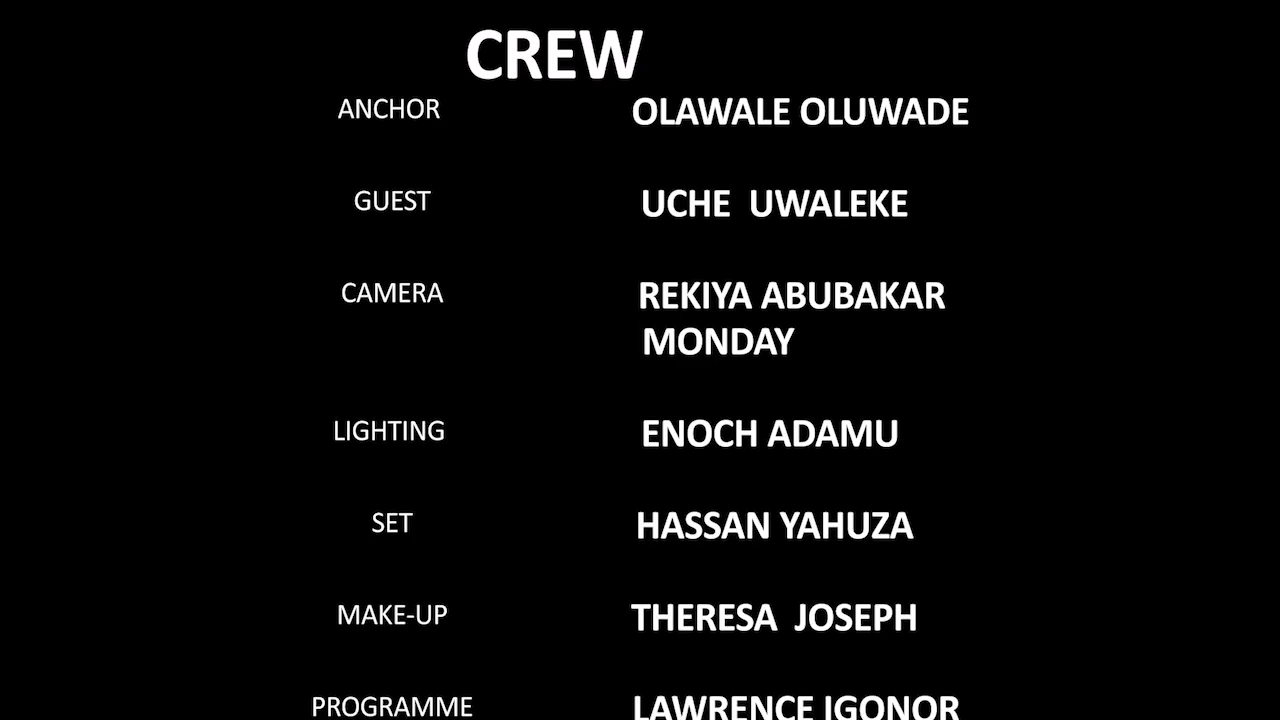 CREW
ANCHOR OLAWALE OLUWADE
GUEST UCHE UWALEKE
CAMERA REKIYA ABUBAKAR
MONDAY
LIGHTING ENOCH ADAMU
SET HASSAN YAHUZA
MAKE-UP THERESA JOSEPH
PROGRAMME LAWRENCE IGONOR